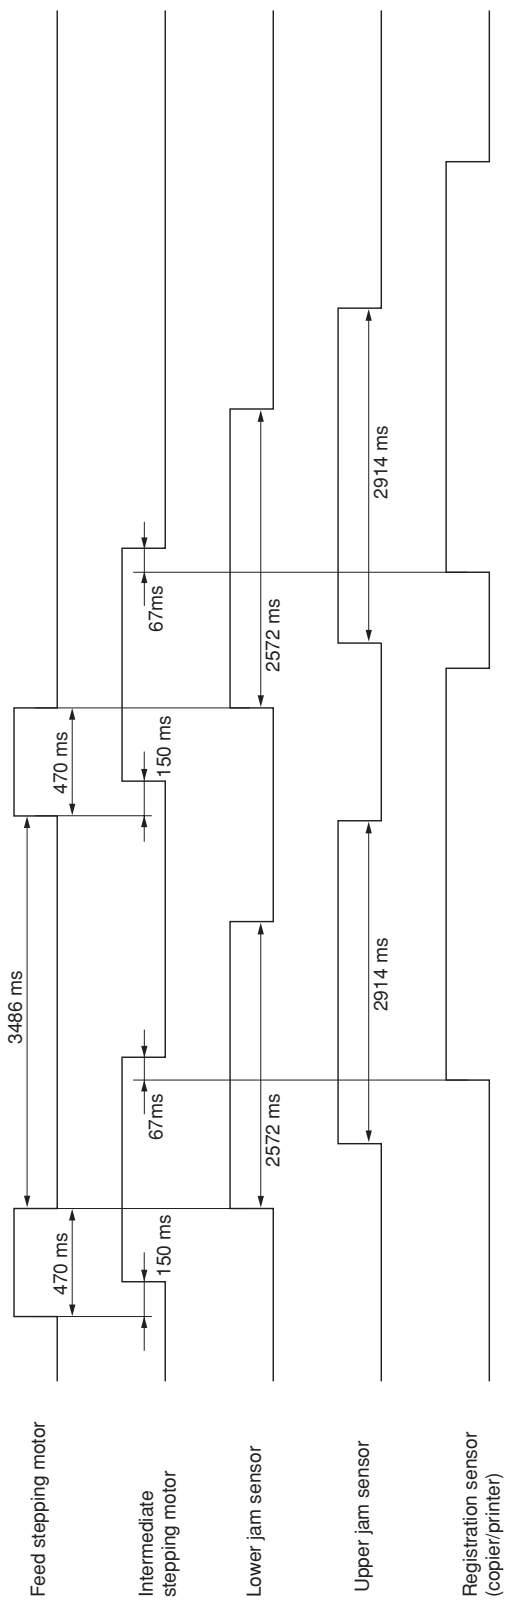 Feed stepping motor
470 ms
3486 ms
470 ms
Intermediate
stepping motor
150 ms
67ms
150 ms
67ms
Lower jam sensor
2572 ms
2572 ms
Upper jam sensor
2914 ms
2914 ms
Registration sensor
(copier/printer)